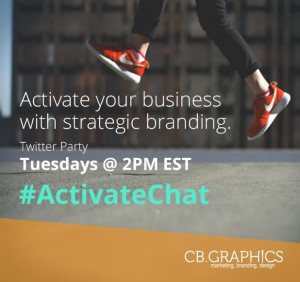 Activate your business
with strategic branding.
Twitter Party
Tuesdays @ 2PM EST
#ActivateChat
CB.GRAPHICS
marketing, branding, design